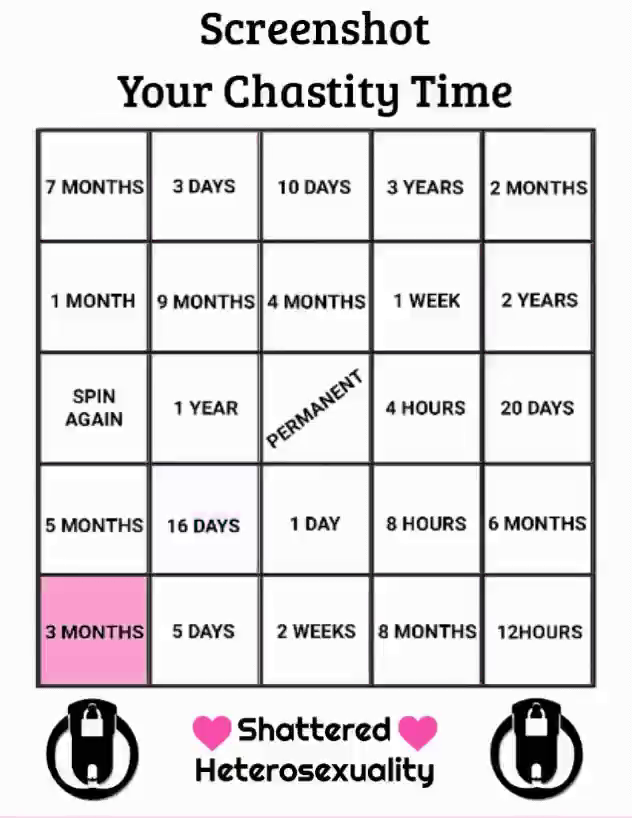 Screenshot
Your Chastity Time
7 MONTHS
3 DAYS
10 DAYS
3 YEARS
2 MONTHS
1 MONTH
9 MONTHS
4 MONTHS
1 WEEK
2 YEARS
SPIN
AGAIN
1 YEAR
PERMANENT
4 HOURS
20 DAYS
5 MONTHS
16 DAYS
1 DAY
8 HOURS
6 MONTHS
3 MONTHS
5 DAYS
2 WEEKS
8 MONTHS
12HOURS
Shattered
Heterosexuality